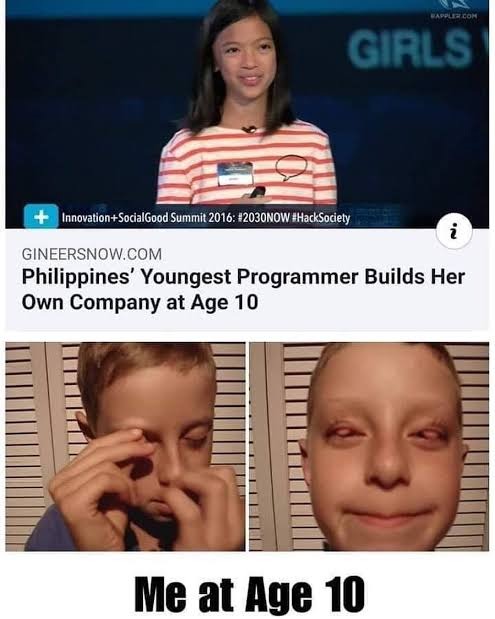 RAPPLER.COM
GIRLS
Innovation+SocialGood Summit 2016: #2030NOW #HackSociety
i
GINEERSNOW.COM
Philippines' Youngest Programmer Builds Her
Own Company at Age 10
Me at Age 10